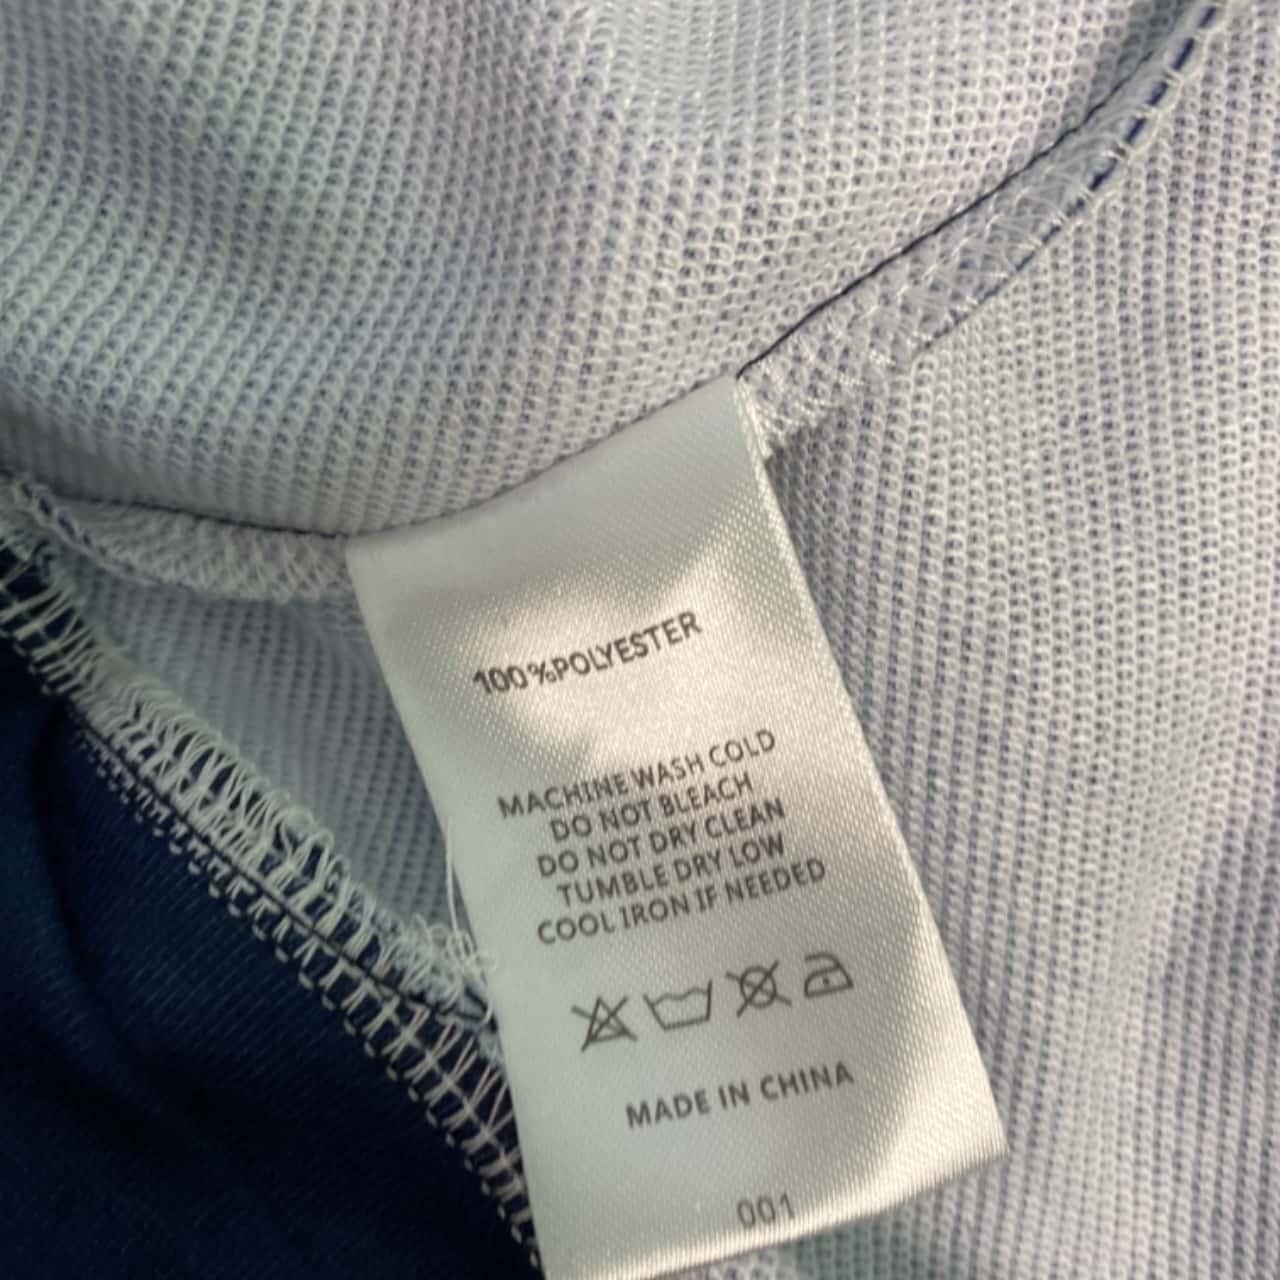 100%POLYESTER
MACHINE WASH COLD
DO NOT BLEACH
DO NOT DRY CLEAN
TUMBLE DRY LOW
COOL IRON IF NEEDED
MADE IN CHINA
001